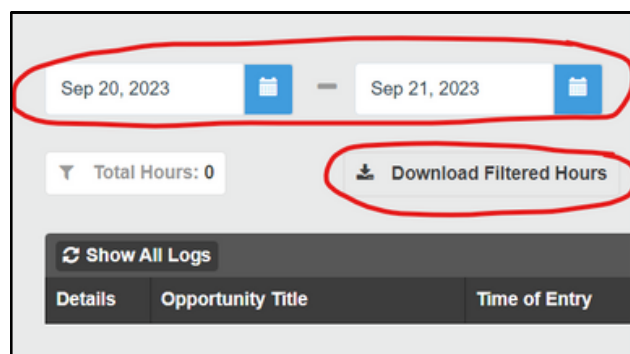 Sep 20, 2023 – Sep 21, 2023
Total Hours: 0 Download Filtered Hours
Show All Logs
Details Opportunity Title Time of Entry